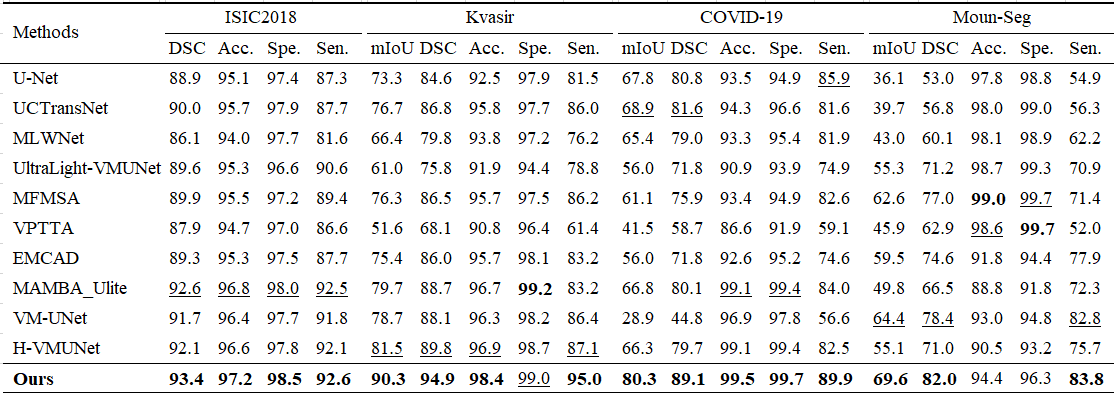 Methods ISIC2018 Kvasir COVID-19 Moun-Seg
DSC Acc. Spe. Sen. mIoU DSC Acc. Spe. Sen. mIoU DSC Acc. Spe. Sen. mIoU DSC Acc. Spe. Sen.
U-Net 88.9 95.1 97.4 87.3 73.3 84.6 92.5 97.9 81.5 67.8 80.8 93.5 94.9 85.9 36.1 53.0 97.8 98.8 54.9
UCTransNet 90.0 95.7 97.9 87.7 76.7 86.8 95.8 97.7 86.0 68.9 81.6 94.3 96.6 81.6 39.7 56.8 98.0 99.0 56.3
MLWNet 86.1 94.0 97.7 81.6 66.4 79.8 93.8 97.2 76.2 65.4 79.0 93.3 95.4 81.9 43.0 60.1 98.1 98.9 62.2
UltraLight-VMUNet 89.6 95.3 96.6 90.6 61.0 75.8 91.9 94.4 78.8 56.0 71.8 90.9 93.9 74.9 55.3 71.2 98.7 99.3 70.9
MFMSA 89.9 95.5 97.2 89.4 76.3 86.5 95.7 97.5 86.2 61.1 75.9 93.4 94.9 82.6 62.6 77.0 99.0 99.7 71.4
VPTTA 87.9 94.7 97.0 86.6 51.6 68.1 90.8 96.4 61.4 41.5 58.7 86.6 91.9 59.1 45.9 62.9 98.6 99.7 52.0
EMCAD 89.3 95.3 97.5 87.7 75.4 86.0 95.7 98.1 83.2 56.0 71.8 92.6 95.2 74.6 59.5 74.6 91.8 94.4 77.9
MAMBA_Ulite 92.6 96.8 98.0 92.5 79.7 88.7 96.7 99.2 83.2 66.8 80.1 99.1 99.4 84.0 49.8 66.5 88.8 91.8 72.3
VM-UNet 91.7 96.4 97.7 91.8 78.7 88.1 96.3 98.2 86.4 28.9 44.8 96.9 97.8 56.6 64.4 78.4 93.0 94.8 82.8
H-VMUNet 92.1 96.6 97.8 92.1 81.5 89.8 96.9 98.7 87.1 66.3 79.7 99.1 99.4 82.5 55.1 71.0 90.5 93.2 75.7
Ours 93.4 97.2 98.5 92.6 90.3 94.9 98.4 99.0 95.0 80.3 89.1 99.5 99.7 89.9 69.6 82.0 94.4 96.3 83.8